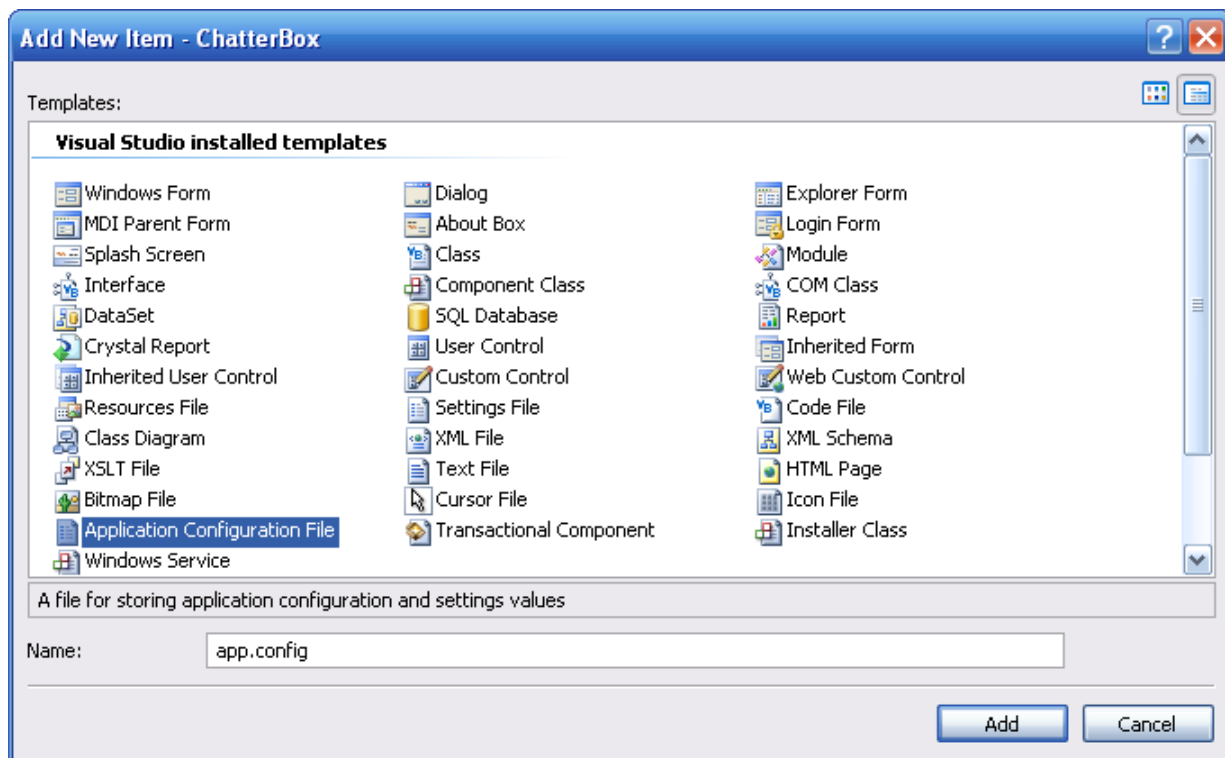 Add New Item - ChatterBox
Templates:
Visual Studio installed templates
Windows Form Dialog Explorer Form
MDI Parent Form About Box Login Form
Splash Screen Class Module
Interface Component Class COM Class
DataSet SQL Database Report
Crystal Report User Control Inherited Form
Inherited User Control Custom Control Web Custom Control
Resources File Settings File Code File
Class Diagram XML File XML Schema
XSLT File Text File HTML Page
Bitmap File Cursor File Icon File
Application Configuration File Transactional Component Installer Class
Windows Service
A file for storing application configuration and settings values
Name: app.config
Add Cancel